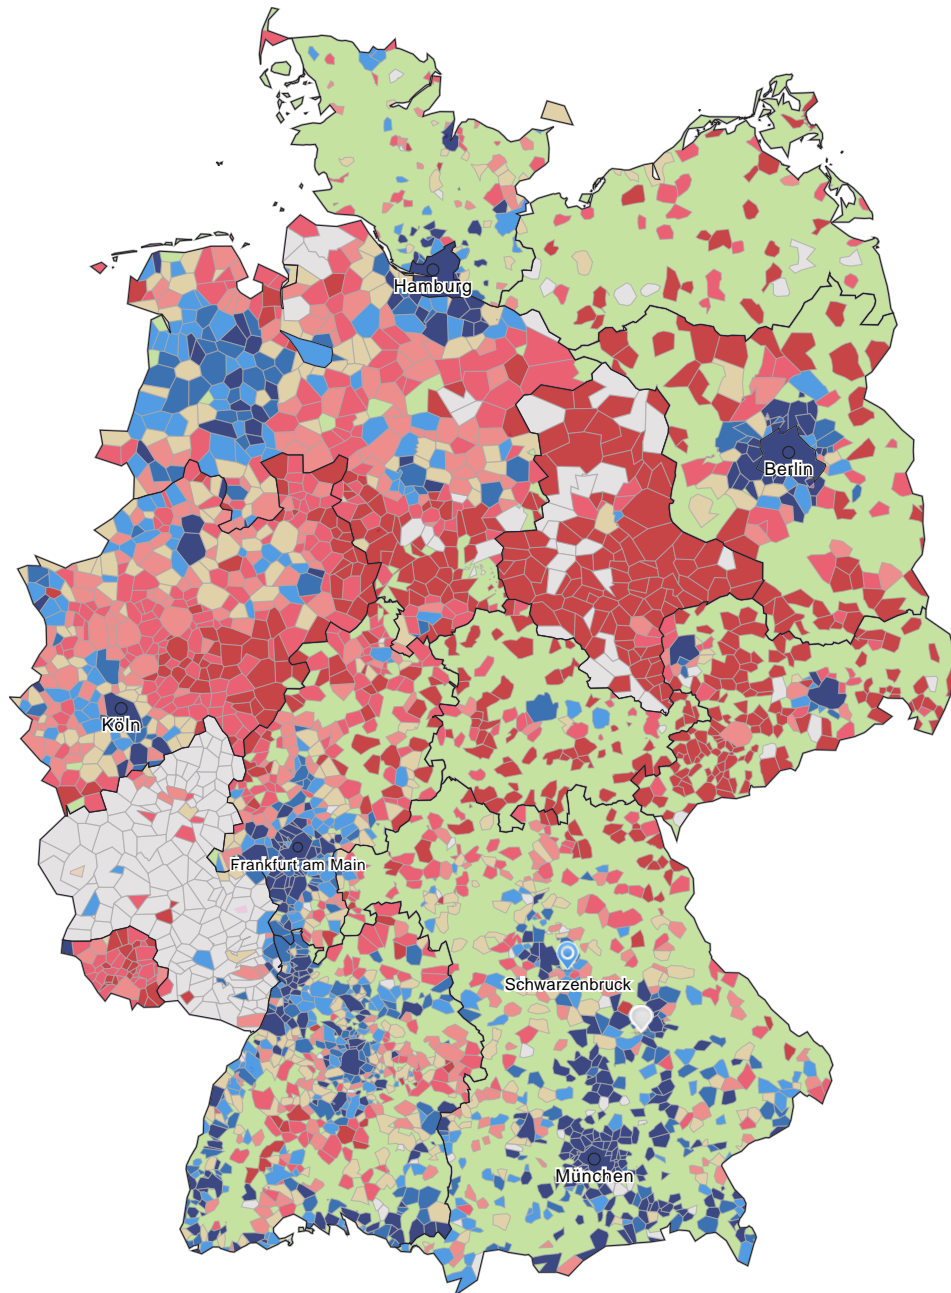 Hamburg
Berlin
Köln
Frankfurt am Main
Schwarzenbruck
München